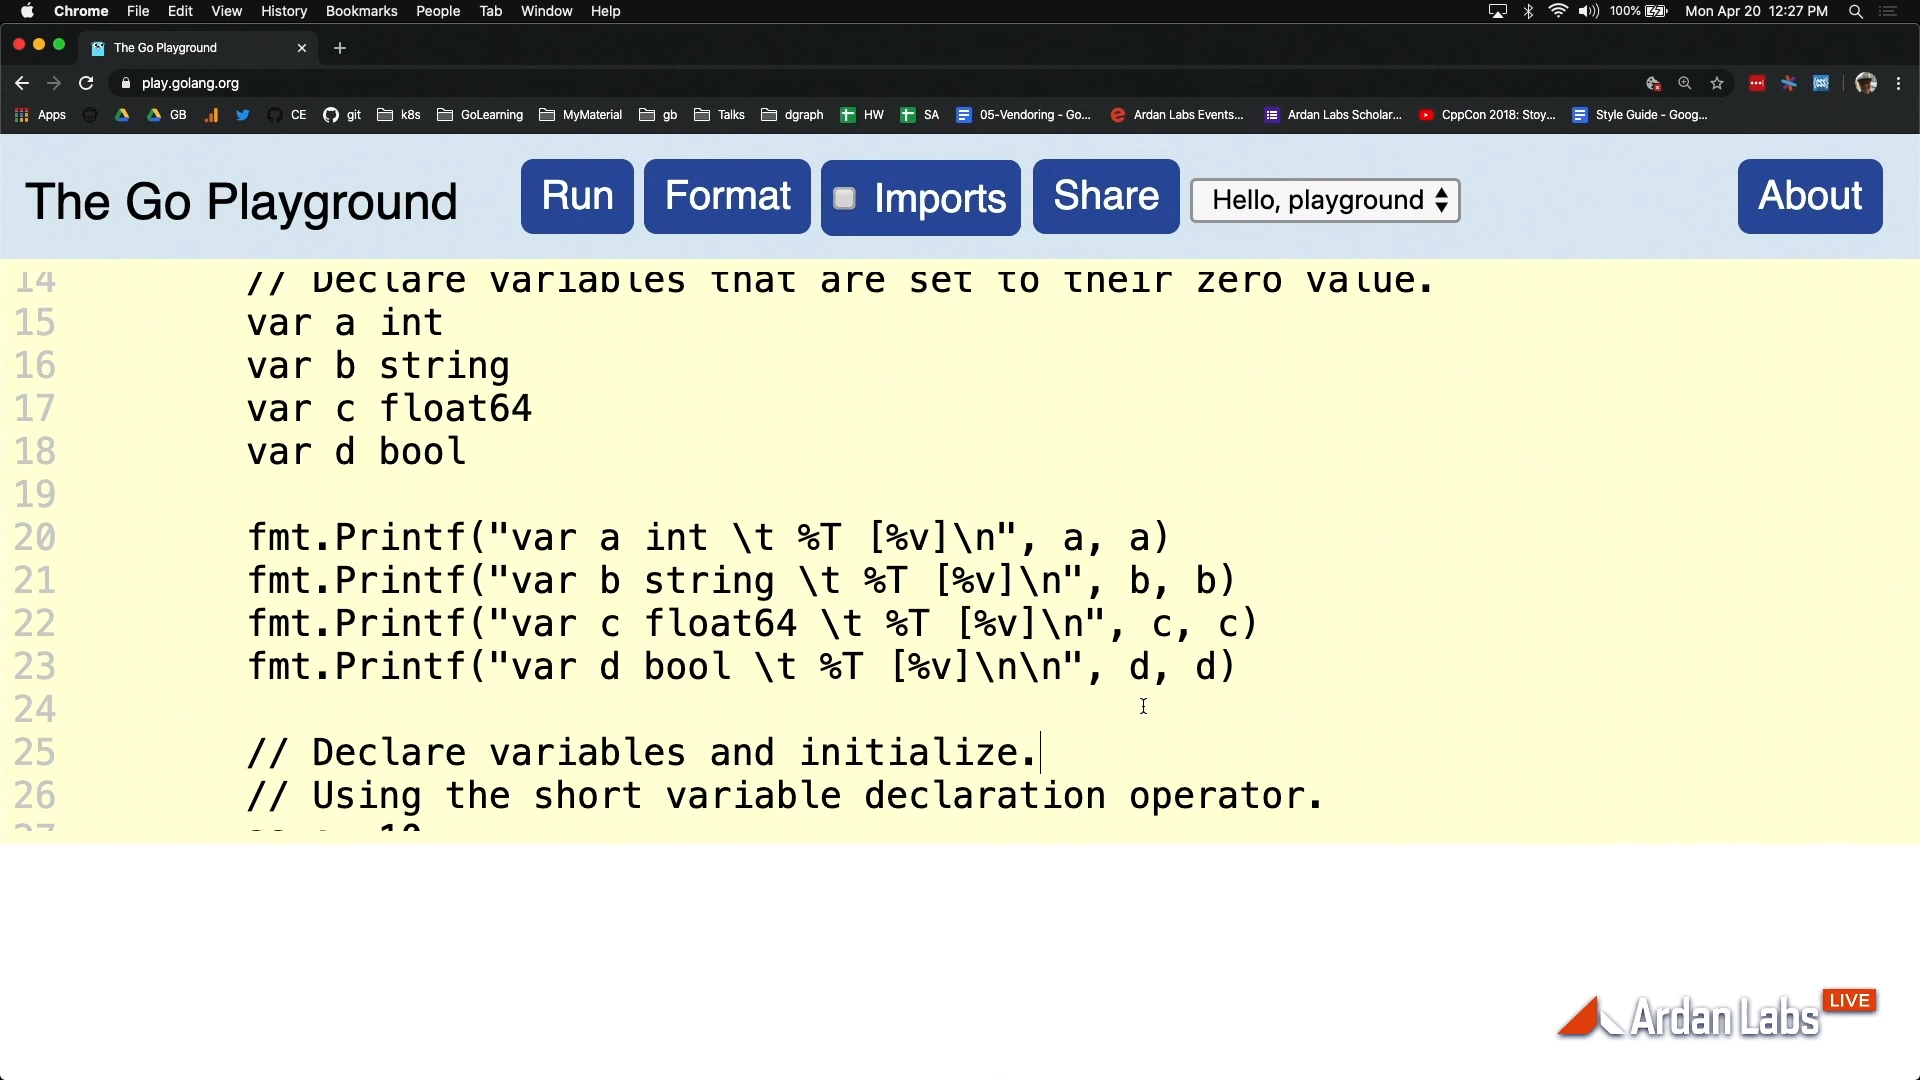 Chrome File Edit View History Bookmarks People Tab Window Help 100% Mon Apr 20 12:27 PM
The Go Playground
play.golang.org
Apps GB CE git k8s GoLearning MyMaterial gb Talks dgraph HW SA 05-Vendoring - Go... Ardan Labs Events... Ardan Labs Scholar... CppCon 2018: Stoy... Style Guide - Goog...
The Go Playground Run Format Imports Share Hello, playground About
14 // Declare variables that are set to their zero value.
15 var a int
16 var b string
17 var c float64
18 var d bool
19
20 fmt.Printf("var a int \t %T [%v]\n", a, a)
21 fmt.Printf("var b string \t %T [%v]\n", b, b)
22 fmt.Printf("var c float64 \t %T [%v]\n", c, c)
23 fmt.Printf("var d bool \t %T [%v]\n\n", d, d)
24
25 // Declare variables and initialize.
26 // Using the short variable declaration operator.
Ardan Labs LIVE